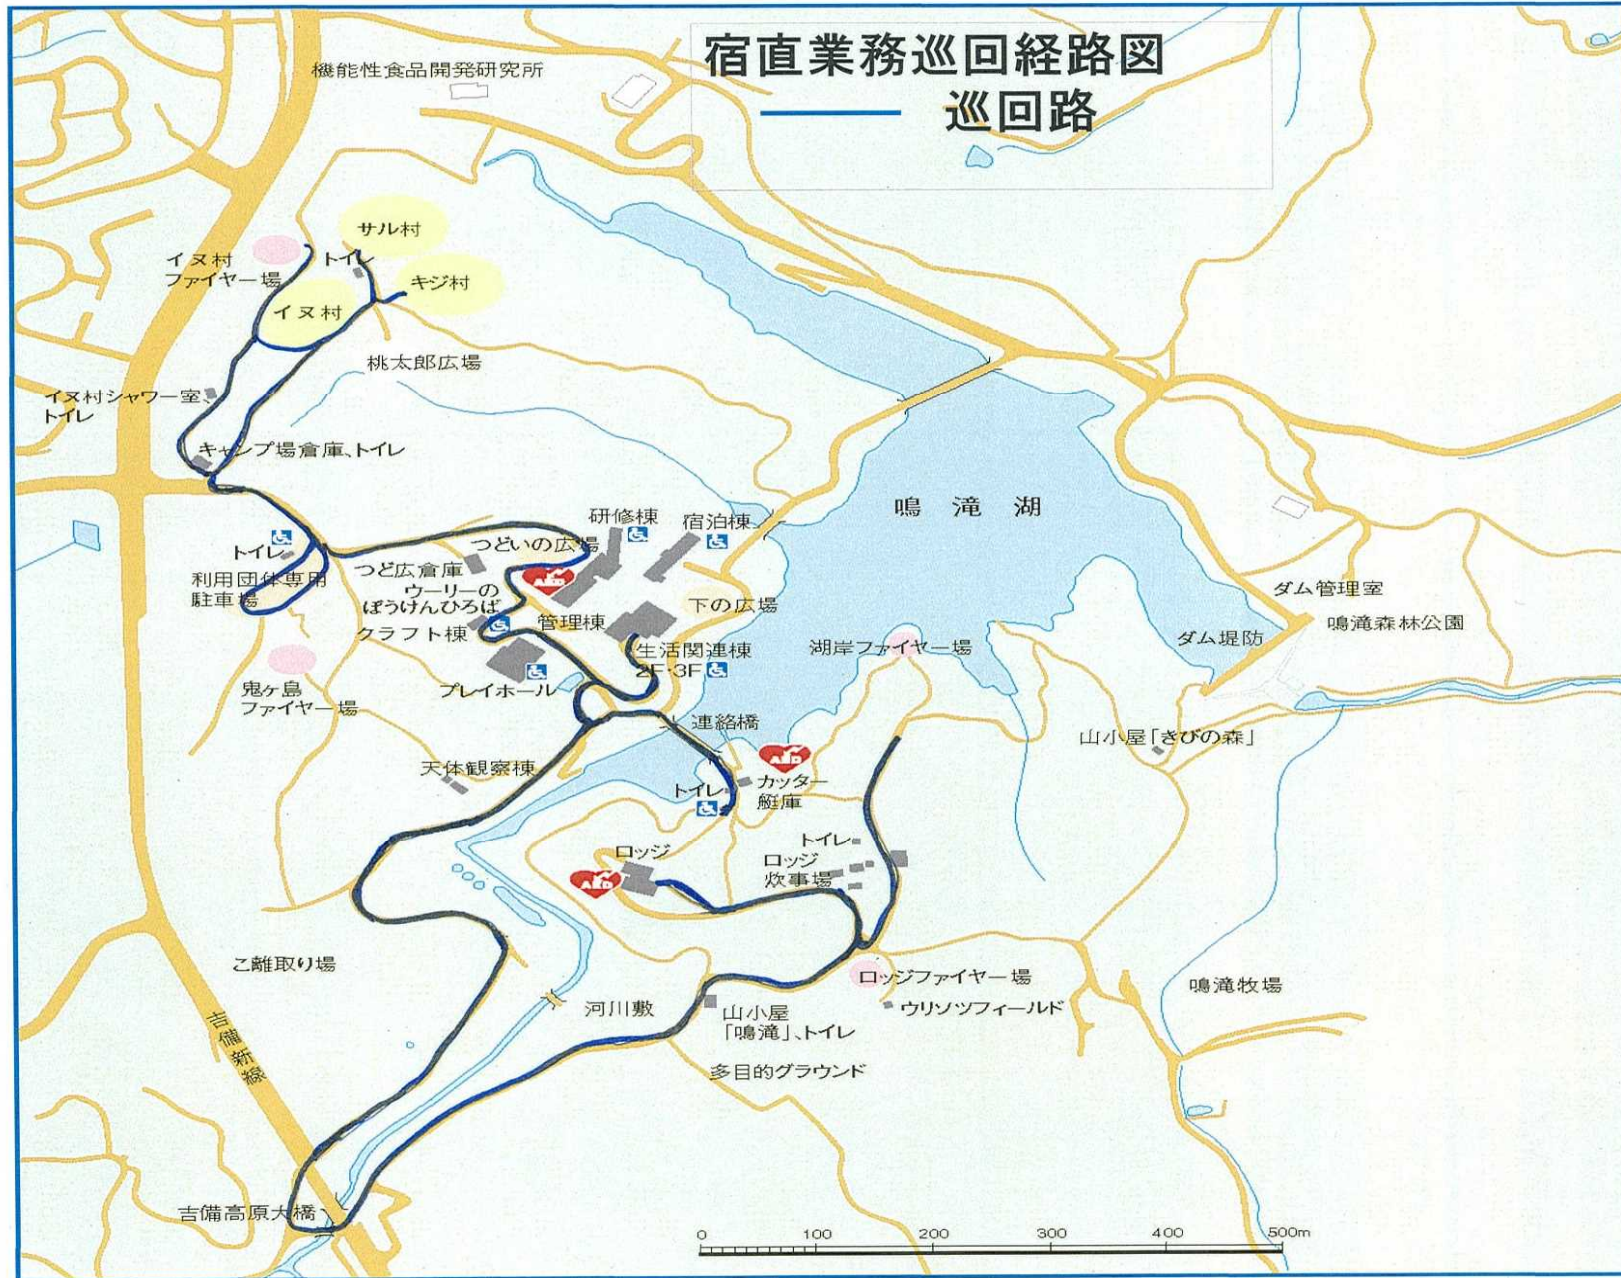 宿直業務巡回経路図
巡回路
機能性食品開発研究所
サル村
イヌ村
ファイヤー場
トイレ
キジ村
イヌ村
桃太郎広場
イヌ村シャワー室、
トイレ
キャンプ場倉庫、トイレ
鳴滝湖
研修棟
宿泊棟
つどいの広場
トイレ
つど広倉庫
利用団体専用
駐車場
ウーリーの
ぼうけんひろば
AED
クラフト棟
管理棟
下の広場
ダム管理室
鳴滝森林公園
ダム堤防
生活関連棟
2F・3F
湖岸ファイヤー場
プレイホール
鬼ヶ島
ファイヤー場
連絡橋
山小屋「きびの森」
AED
天体観察棟
トイレ
カッター
艇庫
トイレ
ロッジ
ロッジ
炊事場
AED
こ離取り場
ロッジファイヤー場
鳴滝牧場
河川敷
山小屋
「鳴滝」、トイレ
ウリソツフィールド
吉備新線
多目的グラウンド
吉備高原大橋
0 100 200 300 400 500m